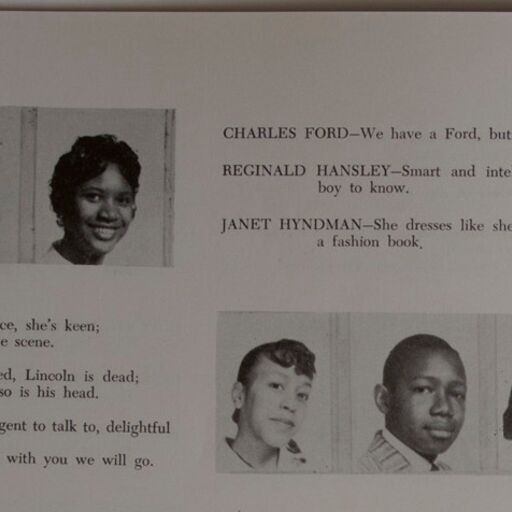 CHARLES FORD—We have a Ford, but
REGINALD HANSLEY—Smart and inte
boy to know.
JANET HYNDMAN—She dresses like she
a fashion book.
ce, she's keen;
e scene.
ed, Lincoln is dead;
so is his head.
gent to talk to, delightful
with you we will go.